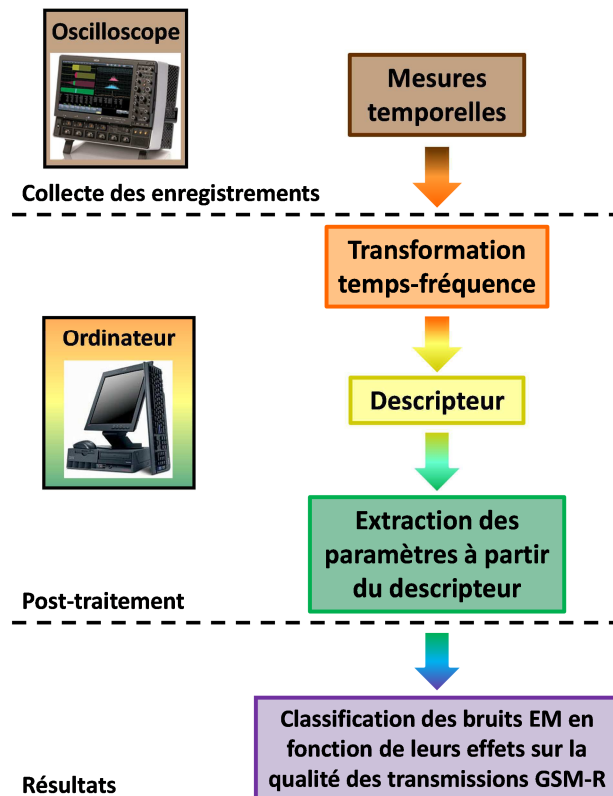 Oscilloscope
Mesures
temporelles
Collecte des enregistrements
Transformation
temps-fréquence
Ordinateur
Descripteur
Extraction des
paramètres à partir
du descripteur
Post-traitement
Classification des bruits EM en
fonction de leurs effets sur la
qualité des transmissions GSM-R
Résultats